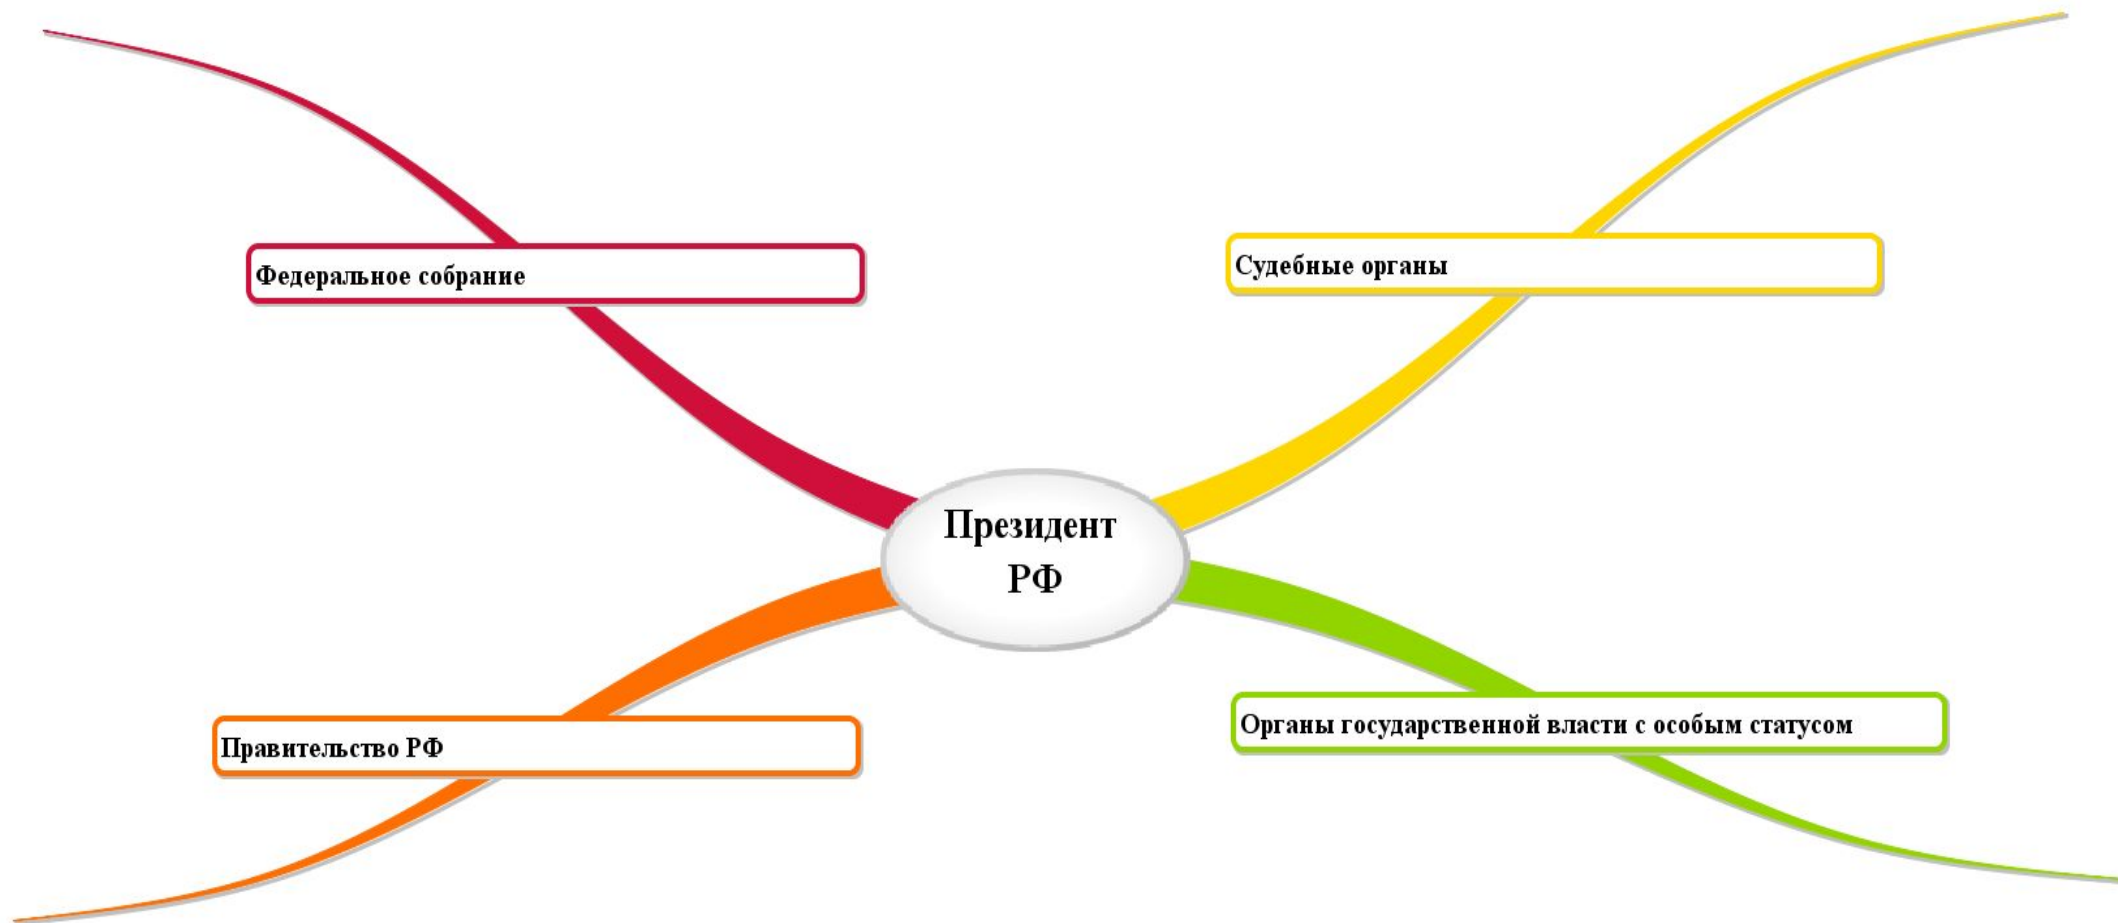 Федеральное собрание
Судебные органы
Президент
РФ
Правительство РФ
Органы государственной власти с особым статусом